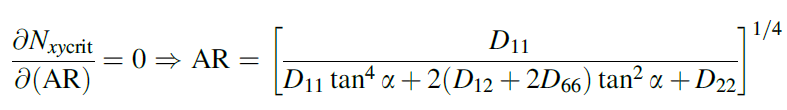 ∂N_xycrit/∂(AR) = 0 ⇒ AR = [D₁₁ / (D₁₁ tan⁴ α + 2(D₁₂ + 2D₆₆) tan² α + D₂₂)]^1/4